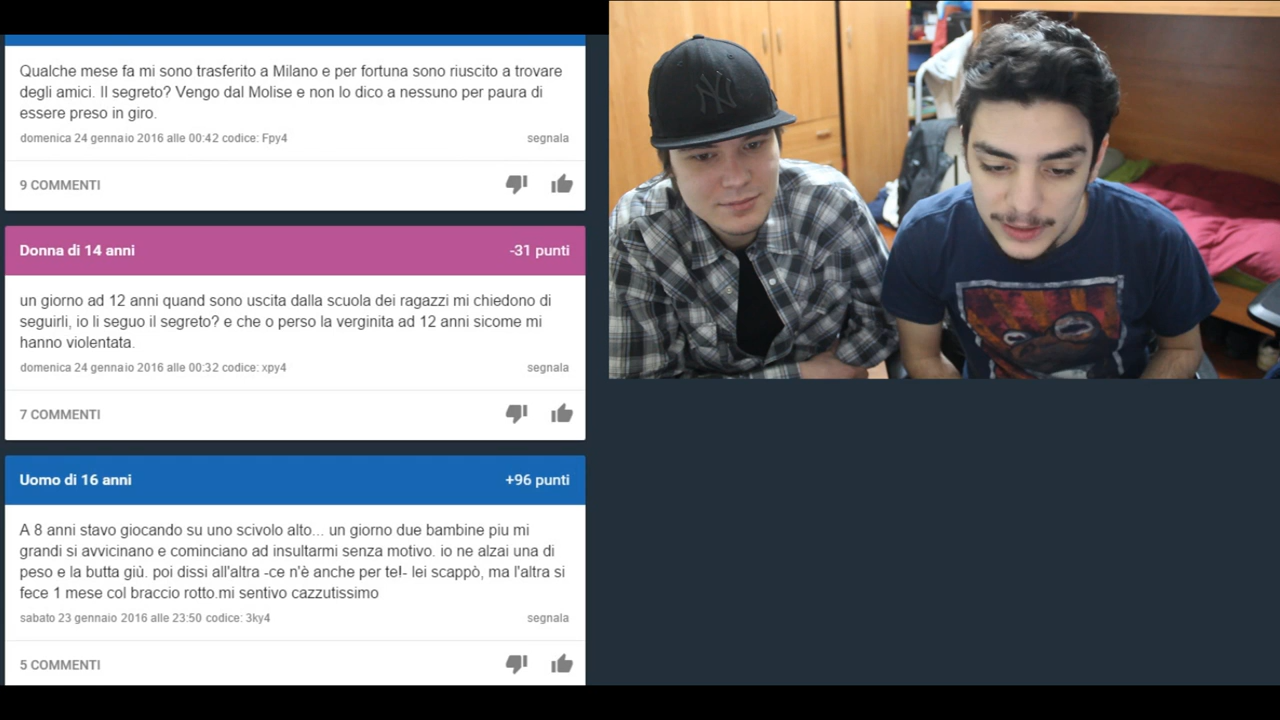 Qualche mese fa mi sono trasferito a Milano e per fortuna sono riuscito a trovare
degli amici. Il segreto? Vengo dal Molise e non lo dico a nessuno per paura di
essere preso in giro.
domenica 24 gennaio 2016 alle 00:42 codice: Fpy4 segnala
9 COMMENTI
Donna di 14 anni -31 punti
un giorno ad 12 anni quand sono uscita dalla scuola dei ragazzi mi chiedono di
seguirli, io li seguo il segreto? e che o perso la verginita ad 12 anni sicome mi
hanno violentata.
domenica 24 gennaio 2016 alle 00:32 codice: xpy4 segnala
7 COMMENTI
Uomo di 16 anni +96 punti
A 8 anni stavo giocando su uno scivolo alto... un giorno due bambine piu mi
grandi si avvicinano e cominciano ad insultarmi senza motivo. io ne alzai una di
peso e la butta giù. poi dissi all'altra -ce n'è anche per te!- lei scappò, ma l'altra si
fece 1 mese col braccio rotto.mi sentivo cazzutissimo
sabato 23 gennaio 2016 alle 23:50 codice: 3ky4 segnala
5 COMMENTI
NY